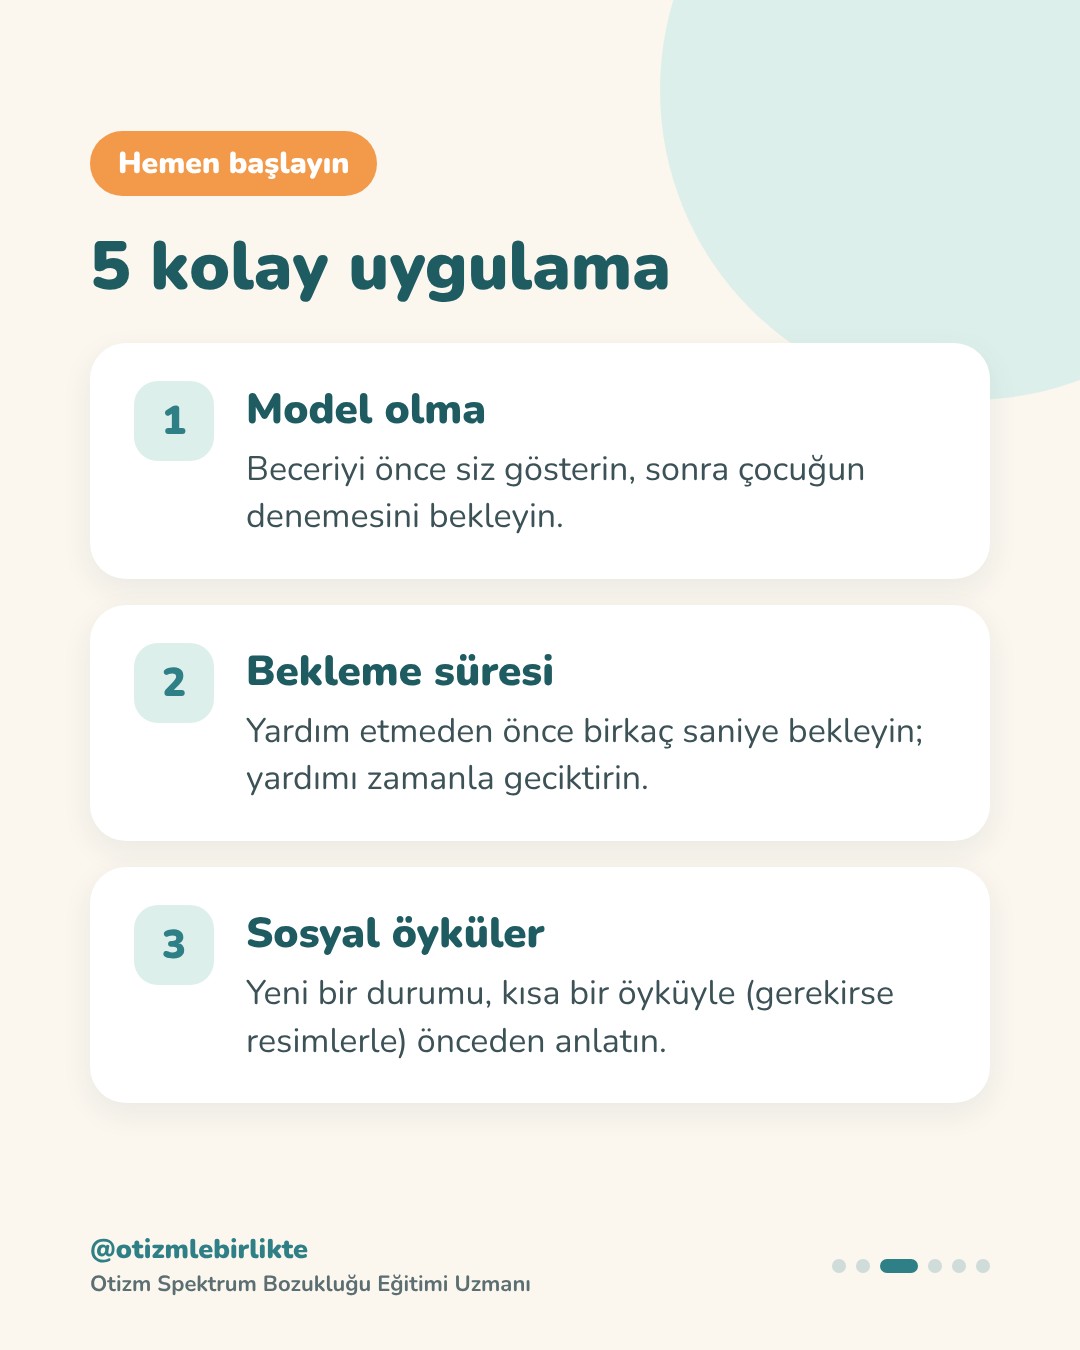 Hemen başlayın
5 kolay uygulama
1
Model olma
Beceriyi önce siz gösterin, sonra çocuğun
denemesini bekleyin.
2
Bekleme süresi
Yardım etmeden önce birkaç saniye bekleyin;
yardımı zamanla geciktirin.
3
Sosyal öyküler
Yeni bir durumu, kısa bir öyküyle (gerekirse
resimlerle) önceden anlatın.
@otizmlebirlikte
Otizm Spektrum Bozukluğu Eğitimi Uzmanı